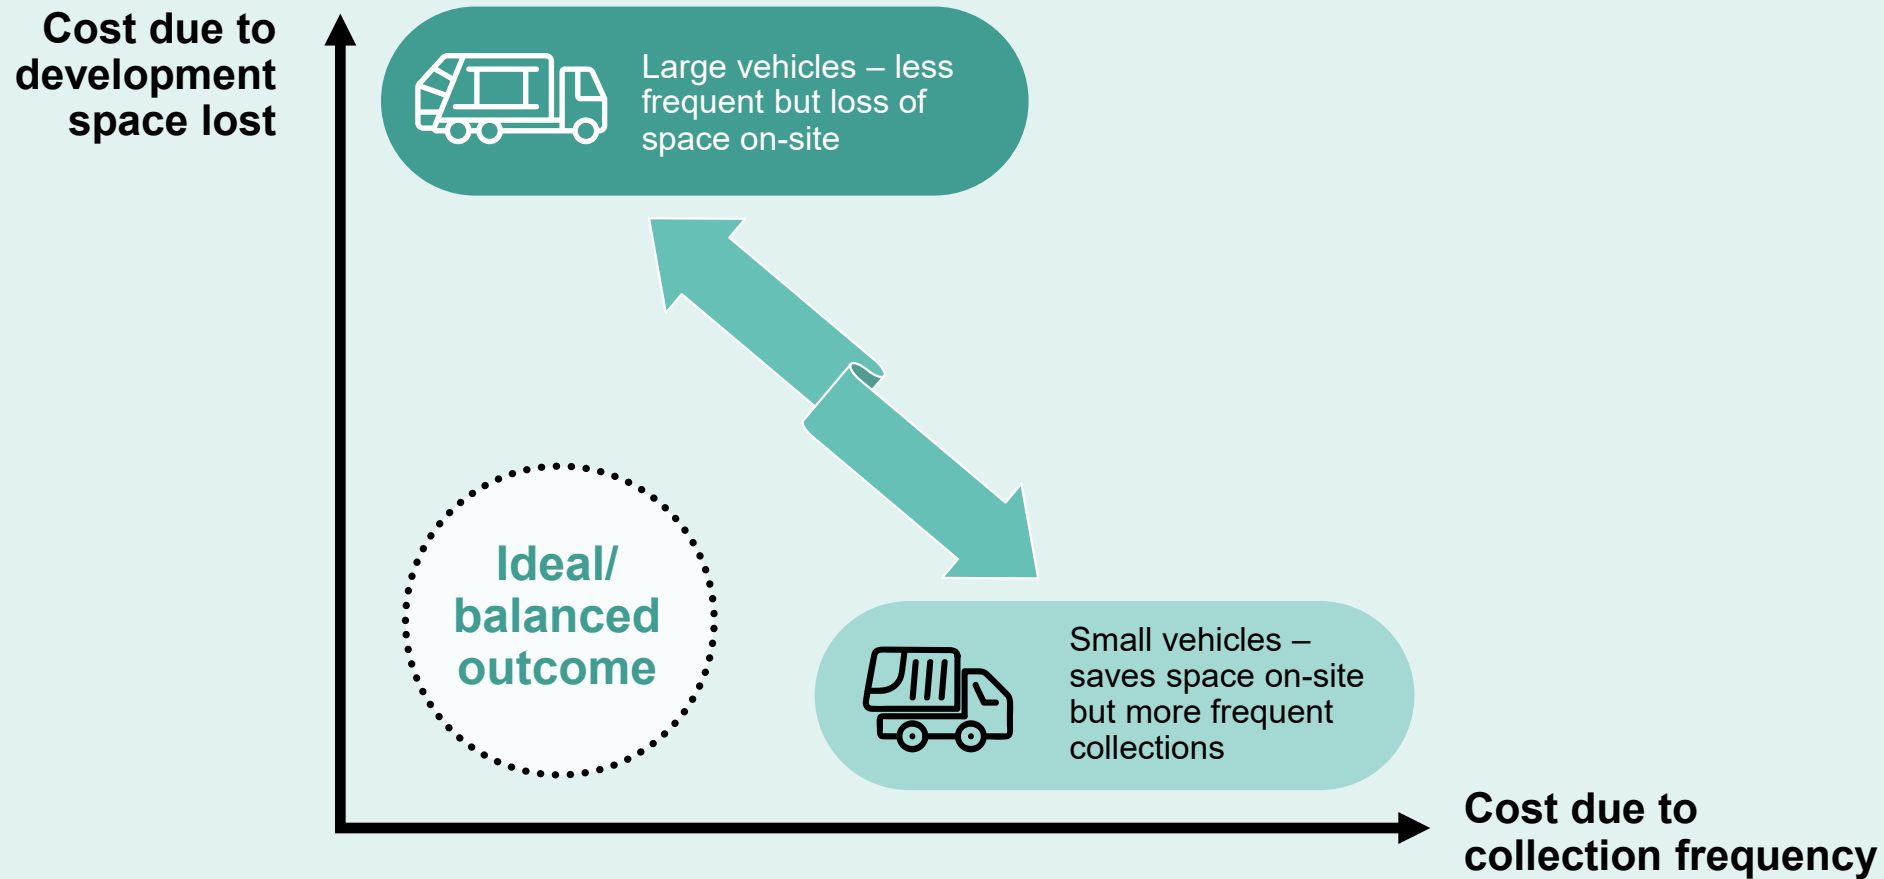 Cost due to
development
space lost
Large vehicles – less
frequent but loss of
space on-site
Ideal/
balanced
outcome
Small vehicles –
saves space on-site
but more frequent
collections
Cost due to
collection frequency